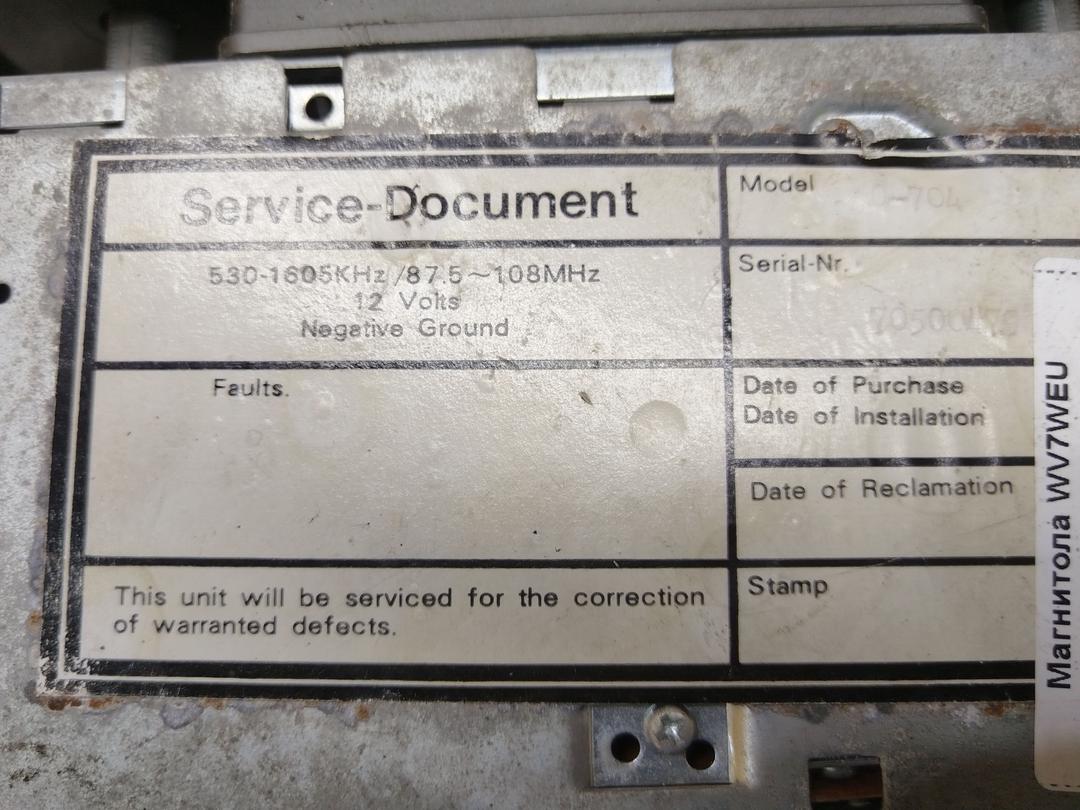 Service-Document
530-1605KHz/87.5~108MHz
12 Volts
Negative Ground
Faults.
This unit will be serviced for the correction
of warranted defects.
Model
Serial-Nr.
Date of Purchase
Date of Installation
Date of Reclamation
Stamp
Магнитола WV7WEU